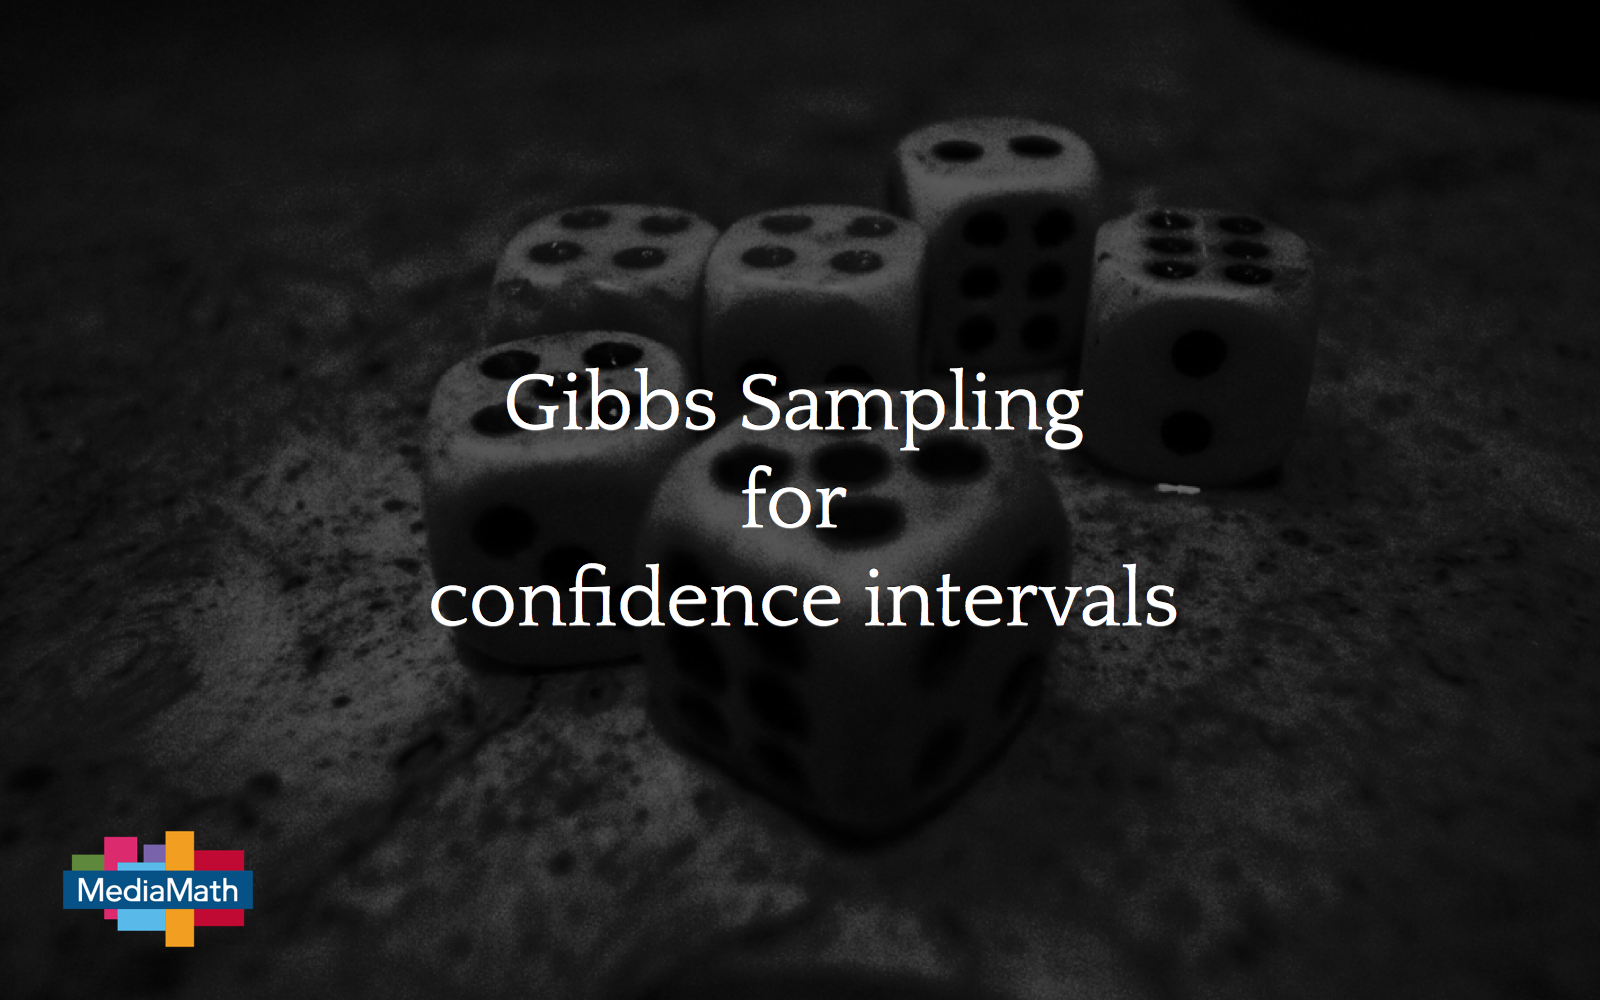 Gibbs Sampling
for
confidence intervals
MediaMath